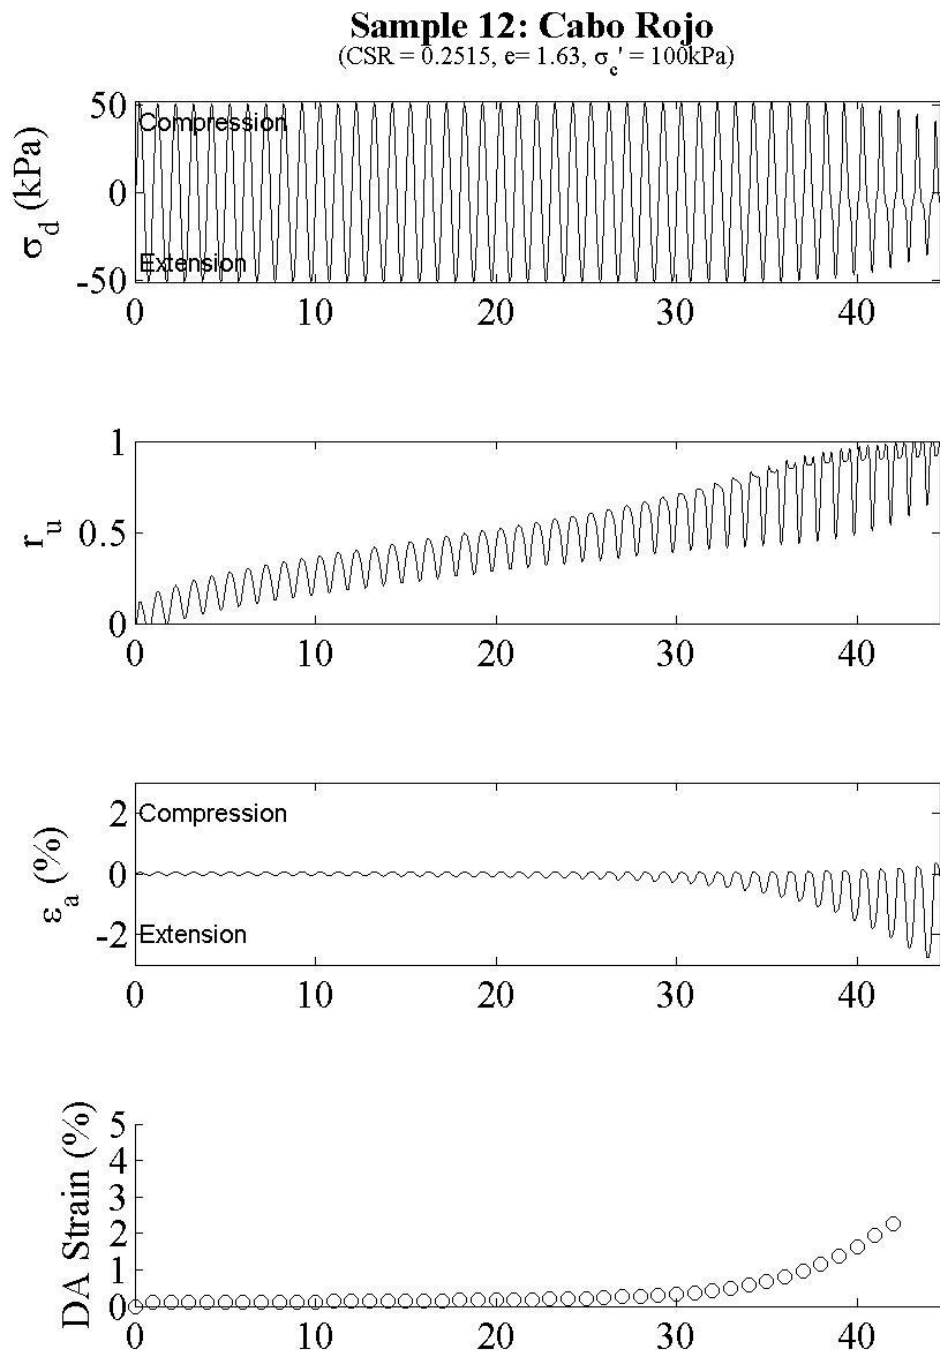 Sample 12: Cabo Rojo
(CSR = 0.2515, e= 1.63, σc' = 100kPa)
σd (kPa)
50
0
-50
Compression
Extension
0 10 20 30 40
ru
1
0.5
0
0 10 20 30 40
εa (%)
2
0
-2
Compression
Extension
0 10 20 30 40
DA Strain (%)
5
4
3
2
1
0
0 10 20 30 40